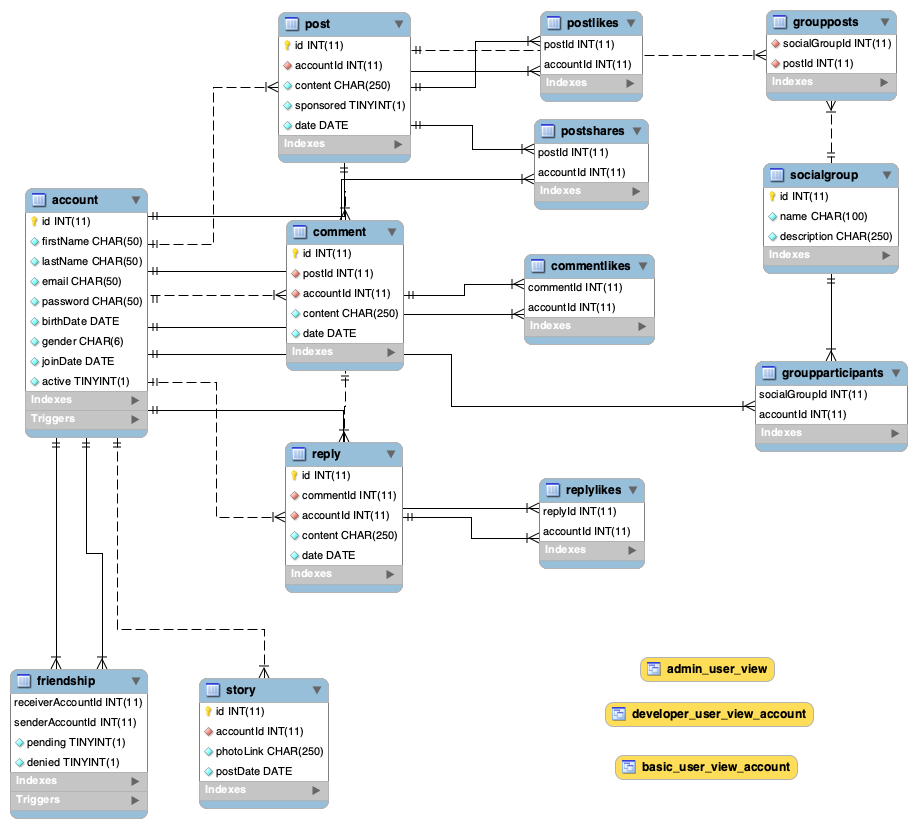 post
id INT(11)
accountId INT(11)
content CHAR(250)
sponsored TINYINT(1)
date DATE
Indexes
postlikes
postId INT(11)
accountId INT(11)
Indexes
groupposts
socialGroupId INT(11)
postId INT(11)
Indexes
postshares
postId INT(11)
accountId INT(11)
Indexes
account
id INT(11)
firstName CHAR(50)
lastName CHAR(50)
email CHAR(50)
password CHAR(50)
birthDate DATE
gender CHAR(6)
joinDate DATE
active TINYINT(1)
Indexes
Triggers
comment
id INT(11)
postId INT(11)
accountId INT(11)
content CHAR(250)
date DATE
Indexes
socialgroup
id INT(11)
name CHAR(100)
description CHAR(250)
Indexes
commentlikes
commentId INT(11)
accountId INT(11)
Indexes
groupparticipants
socialGroupId INT(11)
accountId INT(11)
Indexes
reply
id INT(11)
commentId INT(11)
accountId INT(11)
content CHAR(250)
date DATE
Indexes
replylikes
replyId INT(11)
accountId INT(11)
Indexes
friendship
receiverAccountId INT(11)
senderAccountId INT(11)
pending TINYINT(1)
denied TINYINT(1)
Indexes
Triggers
story
id INT(11)
accountId INT(11)
photoLink CHAR(250)
postDate DATE
Indexes
admin_user_view
developer_user_view_account
basic_user_view_account